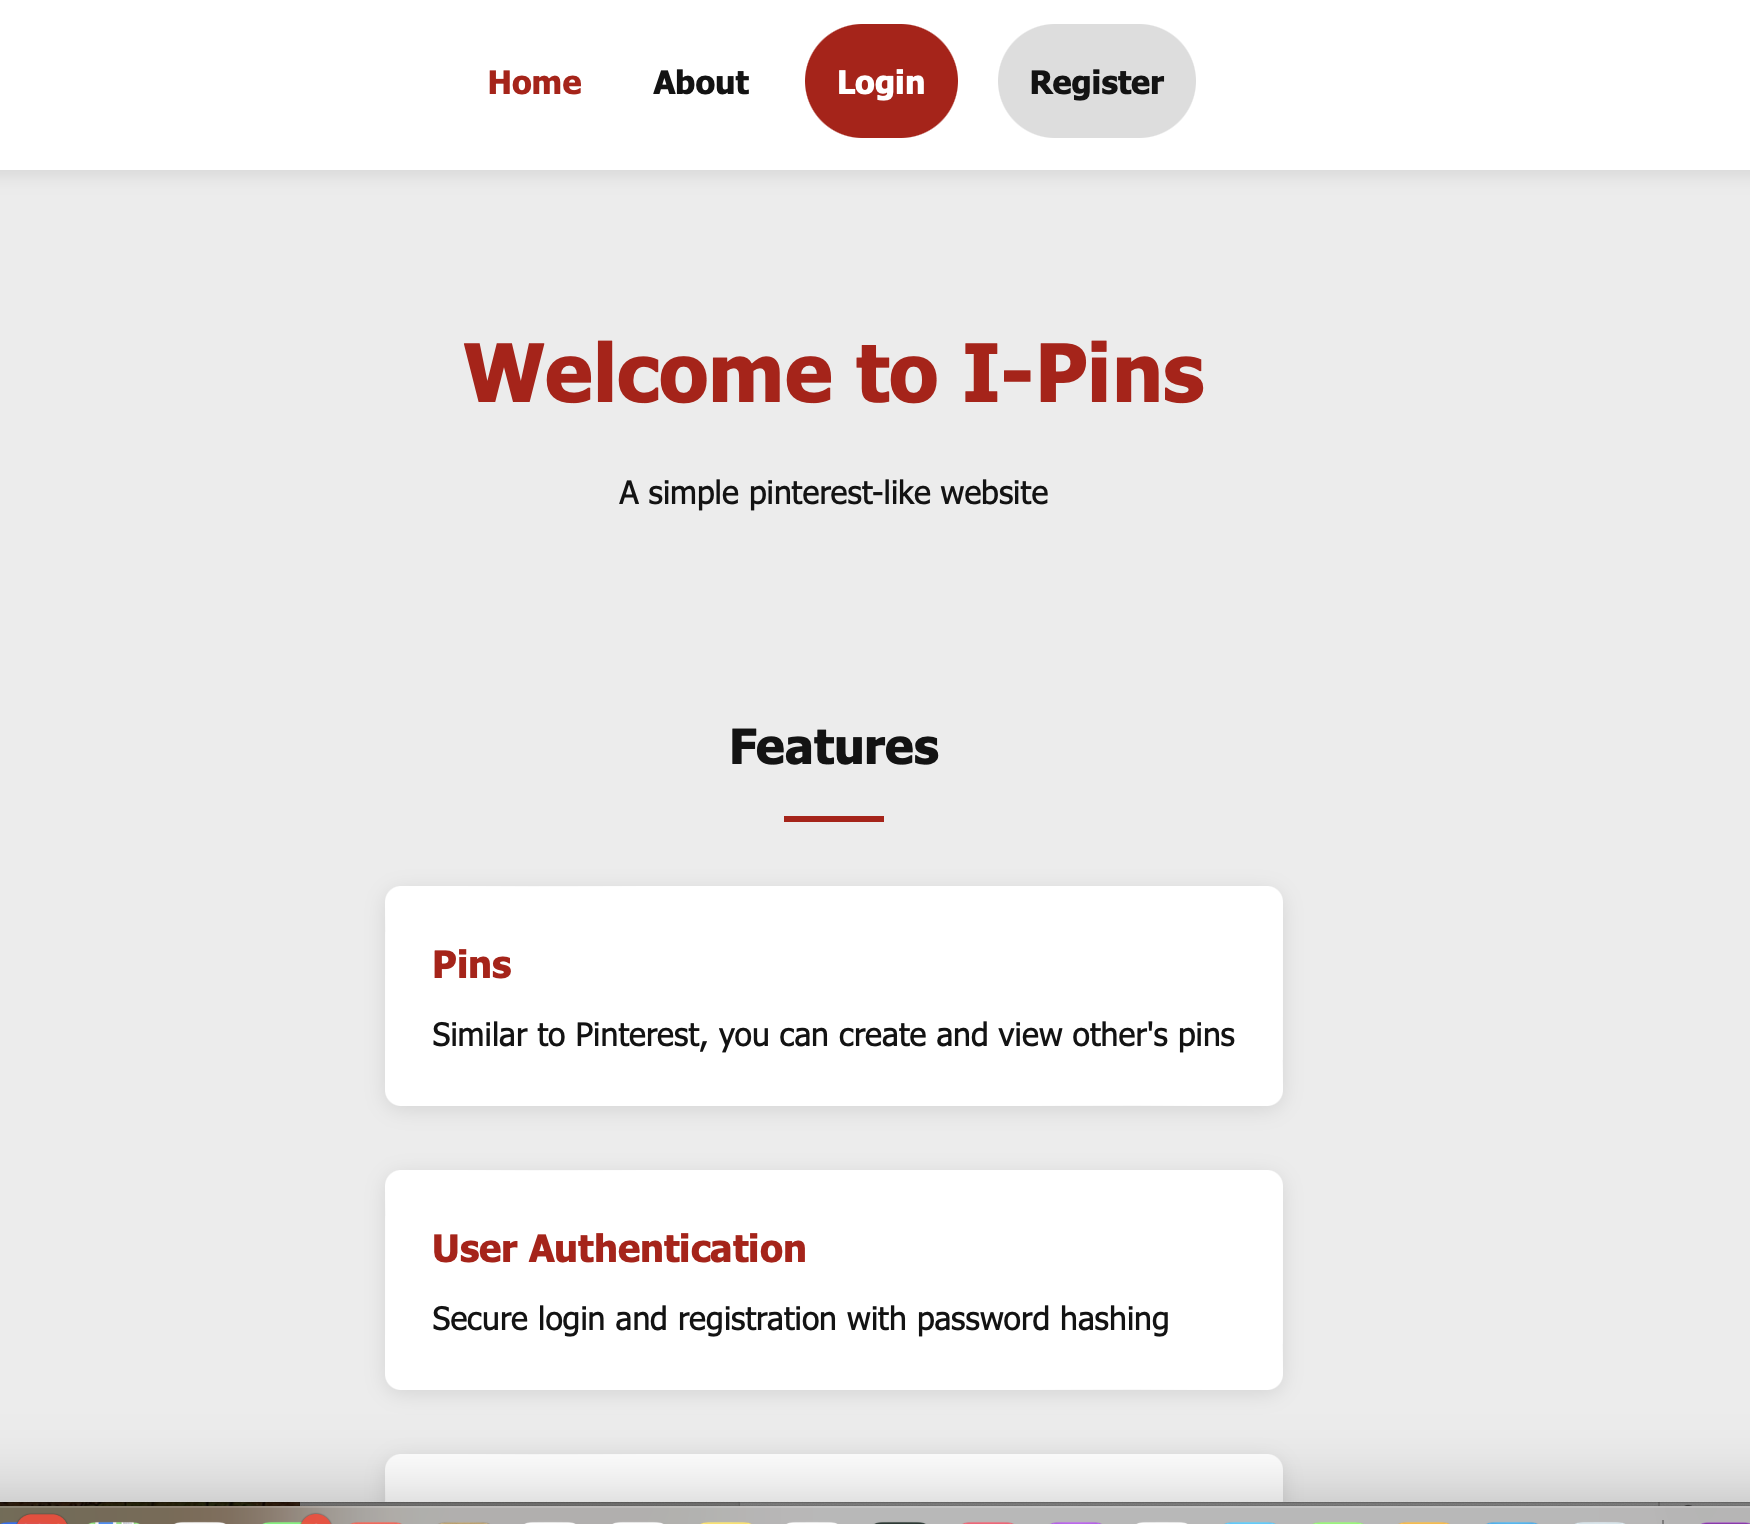 Home About Login Register
Welcome to I-Pins
A simple pinterest-like website
Features
Pins
Similar to Pinterest, you can create and view other's pins
User Authentication
Secure login and registration with password hashing